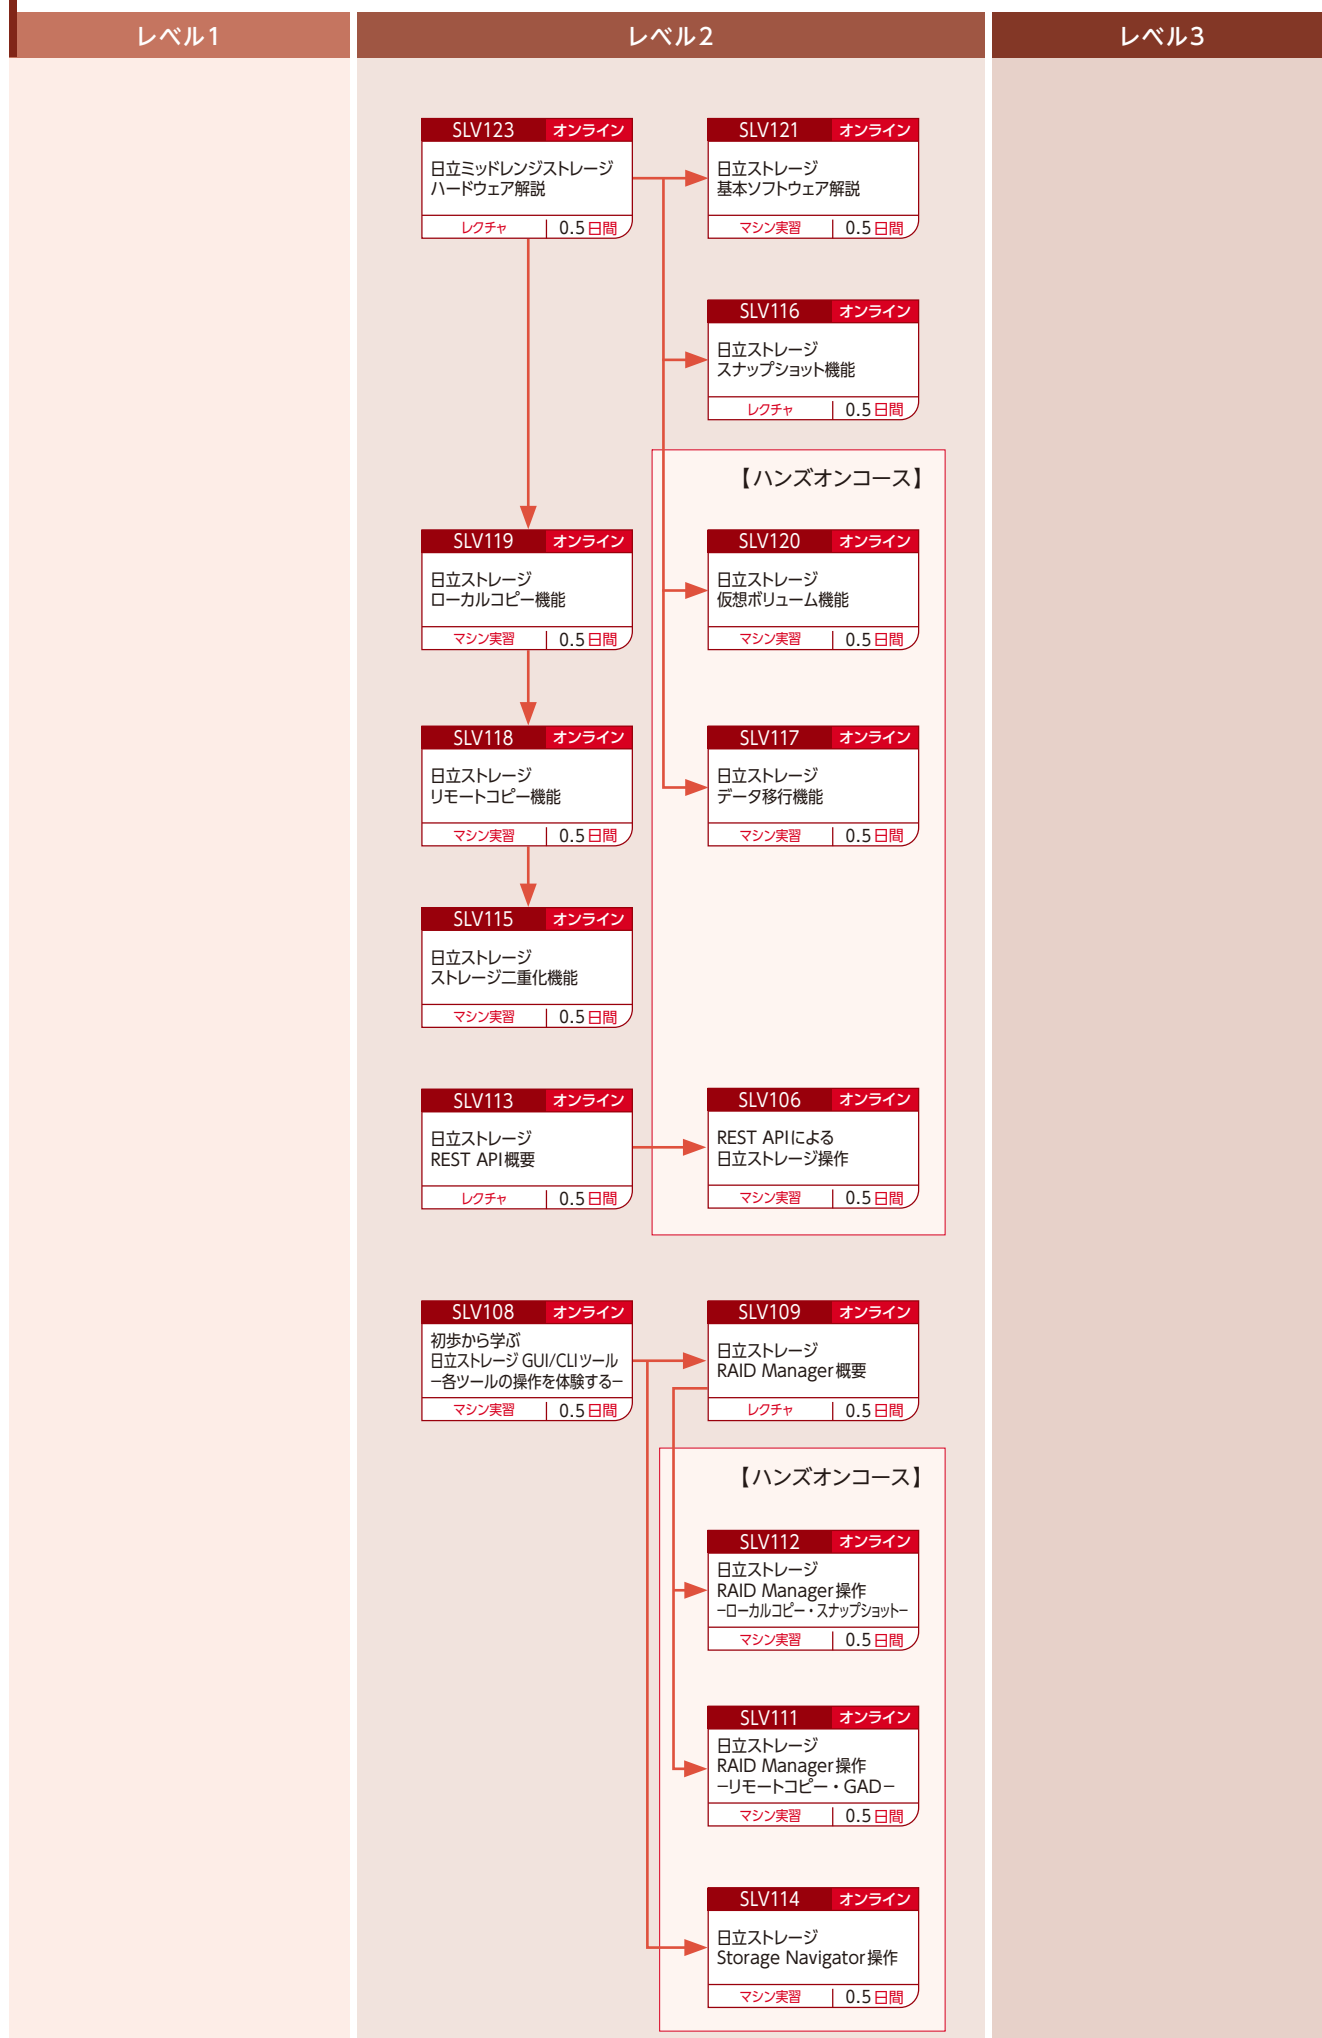 レベル1
レベル2
レベル3
SLV123 オンライン
日立ミッドレンジストレージ
ハードウェア解説
レクチャ 0.5日間
SLV121 オンライン
日立ストレージ
基本ソフトウェア解説
マシン実習 0.5日間
SLV116 オンライン
日立ストレージ
スナップショット機能
レクチャ 0.5日間
【ハンズオンコース】
SLV119 オンライン
日立ストレージ
ローカルコピー機能
マシン実習 0.5日間
SLV120 オンライン
日立ストレージ
仮想ボリューム機能
マシン実習 0.5日間
SLV118 オンライン
日立ストレージ
リモートコピー機能
マシン実習 0.5日間
SLV117 オンライン
日立ストレージ
データ移行機能
マシン実習 0.5日間
SLV115 オンライン
日立ストレージ
ストレージ二重化機能
マシン実習 0.5日間
SLV113 オンライン
日立ストレージ
REST API概要
レクチャ 0.5日間
SLV106 オンライン
REST APIによる
日立ストレージ操作
マシン実習 0.5日間
SLV108 オンライン
初歩から学ぶ
日立ストレージ GUI/CLIツール
−各ツールの操作を体験する−
マシン実習 0.5日間
SLV109 オンライン
日立ストレージ
RAID Manager概要
レクチャ 0.5日間
【ハンズオンコース】
SLV112 オンライン
日立ストレージ
RAID Manager操作
−ローカルコピー・スナップショット−
マシン実習 0.5日間
SLV111 オンライン
日立ストレージ
RAID Manager操作
−リモートコピー・GAD−
マシン実習 0.5日間
SLV114 オンライン
日立ストレージ
Storage Navigator操作
マシン実習 0.5日間